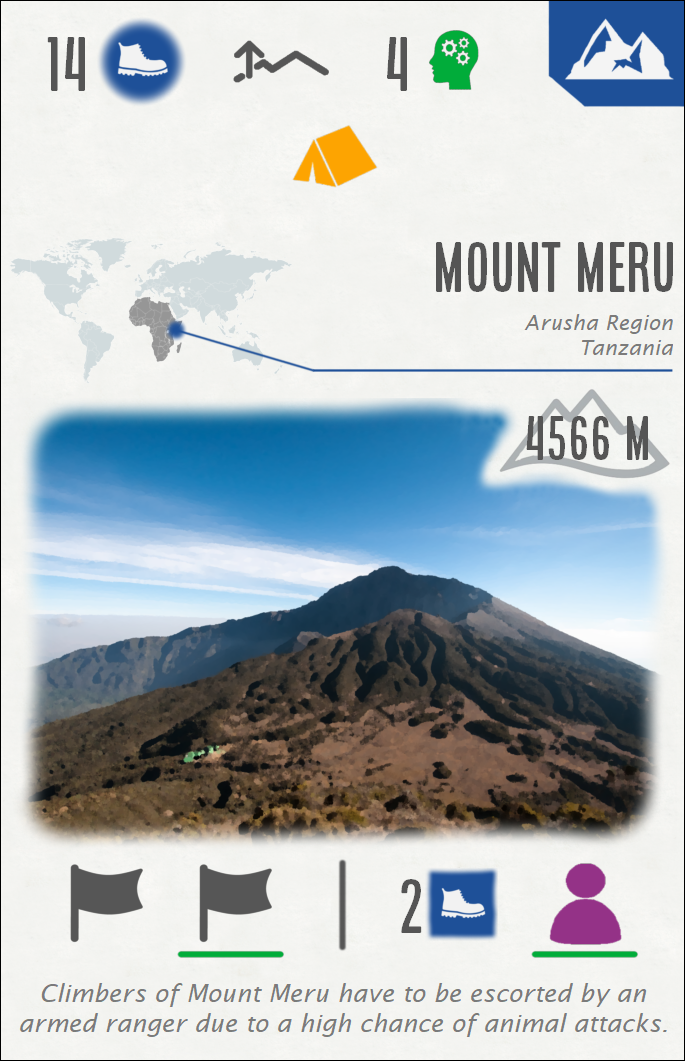 14
4
MOUNT MERU
Arusha Region
Tanzania
4566 M
2
Climbers of Mount Meru have to be escorted by an
armed ranger due to a high chance of animal attacks.